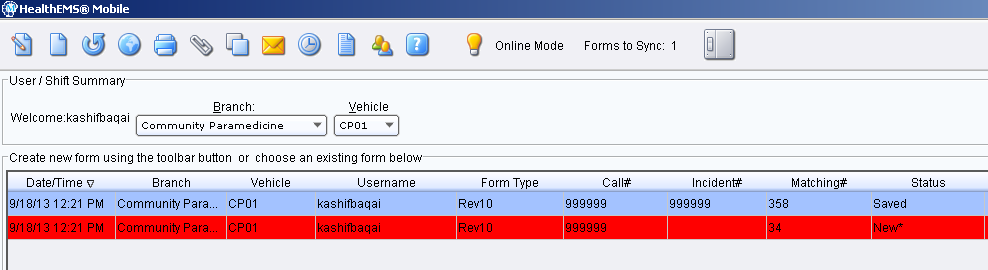 HealthEMS® Mobile
Online Mode Forms to Sync: 1
User / Shift Summary
Branch: Vehicle
Welcome:kashifbaqai Community Paramedicine CP01
Create new form using the toolbar button or choose an existing form below
Date/Time Branch Vehicle Username Form Type Call# Incident# Matching# Status
9/18/13 12:21 PM Community Para... CP01 kashifbaqai Rev10 999999 999999 358 Saved
9/18/13 12:21 PM Community Para... CP01 kashifbaqai Rev10 999999 34 New*